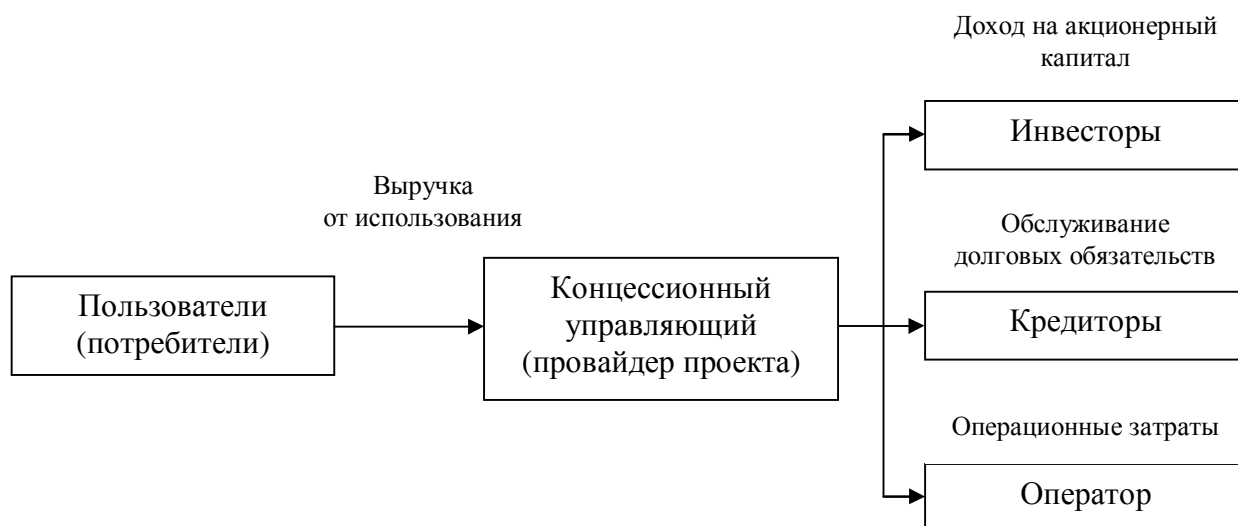 Доход на акционерный
капитал
Инвесторы
Выручка
от использования
Обслуживание
долговых обязательств
Пользователи
(потребители)
Концессионный
управляющий
(провайдер проекта)
Кредиторы
Операционные затраты
Оператор